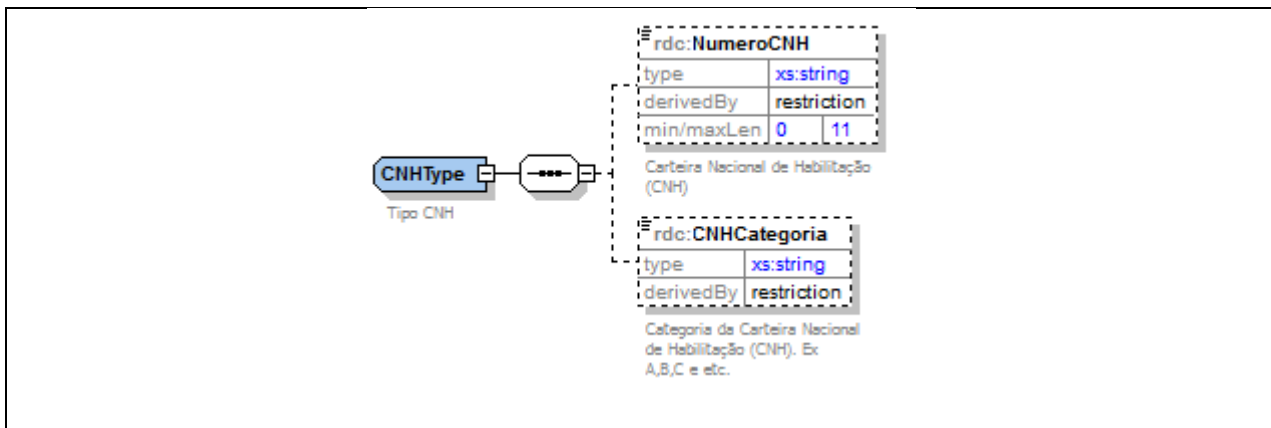 rdc:NumeroCNH
type xs:string
derivedBy restriction
min/maxLen 0 11
Carteira Nacional de Habilitação
(CNH)
CNHType
Tipo CNH
rdc:CNHCategoria
type xs:string
derivedBy restriction
Categoria da Carteira Nacional
de Habilitação (CNH). Ex
A,B,C e etc.